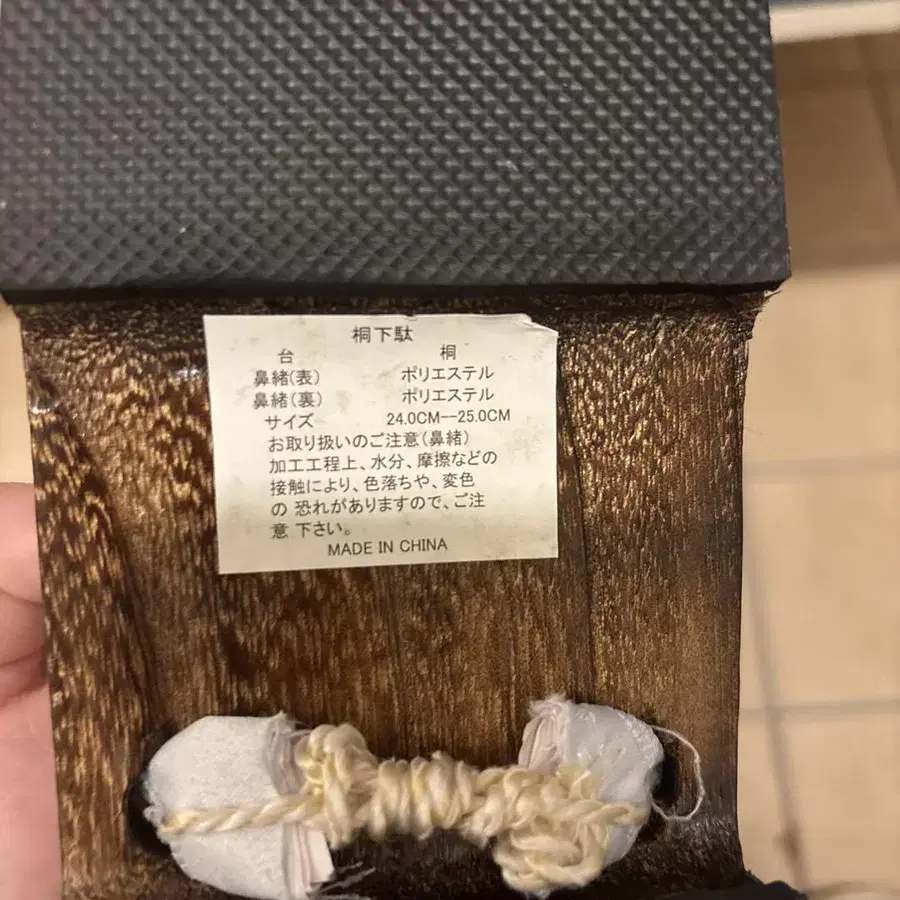 桐下駄
台 桐
鼻緒(表) ポリエステル
鼻緒(裏) ポリエステル
サイズ 24.0CM--25.0CM
お取り扱いのご注意(鼻緒)
加工工程上、水分、摩擦などの
接触により、色落ちや、変色
の 恐れがありますので、ご注
意 下さい。
MADE IN CHINA